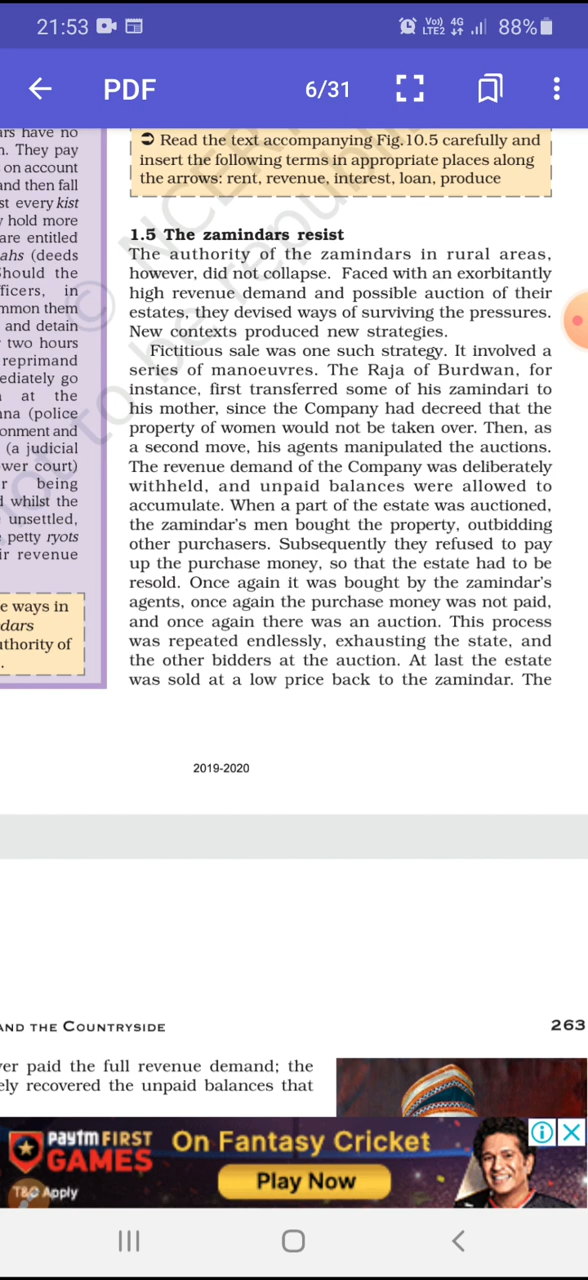 21:53
Vo)) 4G
LTE2
88%
PDF
6/31
ars have no
n. They pay
on account
and then fall
st every kist
hold more
are entitled
ahs (deeds
Should the
ficers, in
mmon them
and detain
two hours
reprimand
ediately go
at the
na (police
onment and
(a judicial
wer court)
r being
d whilst the
unsettled,
petty ryots
ir revenue
e ways in
dars
uthority of
.
➲ Read the text accompanying Fig.10.5 carefully and
insert the following terms in appropriate places along
the arrows: rent, revenue, interest, loan, produce
1.5 The zamindars resist
The authority of the zamindars in rural areas,
however, did not collapse. Faced with an exorbitantly
high revenue demand and possible auction of their
estates, they devised ways of surviving the pressures.
New contexts produced new strategies.
Fictitious sale was one such strategy. It involved a
series of manoeuvres. The Raja of Burdwan, for
instance, first transferred some of his zamindari to
his mother, since the Company had decreed that the
property of women would not be taken over. Then, as
a second move, his agents manipulated the auctions.
The revenue demand of the Company was deliberately
withheld, and unpaid balances were allowed to
accumulate. When a part of the estate was auctioned,
the zamindar's men bought the property, outbidding
other purchasers. Subsequently they refused to pay
up the purchase money, so that the estate had to be
resold. Once again it was bought by the zamindar's
agents, once again the purchase money was not paid,
and once again there was an auction. This process
was repeated endlessly, exhausting the state, and
the other bidders at the auction. At last the estate
was sold at a low price back to the zamindar. The
2019-2020
AND THE COUNTRYSIDE
263
er paid the full revenue demand; the
ely recovered the unpaid balances that
paytm FIRST
GAMES
T&C Apply
On Fantasy Cricket
Play Now